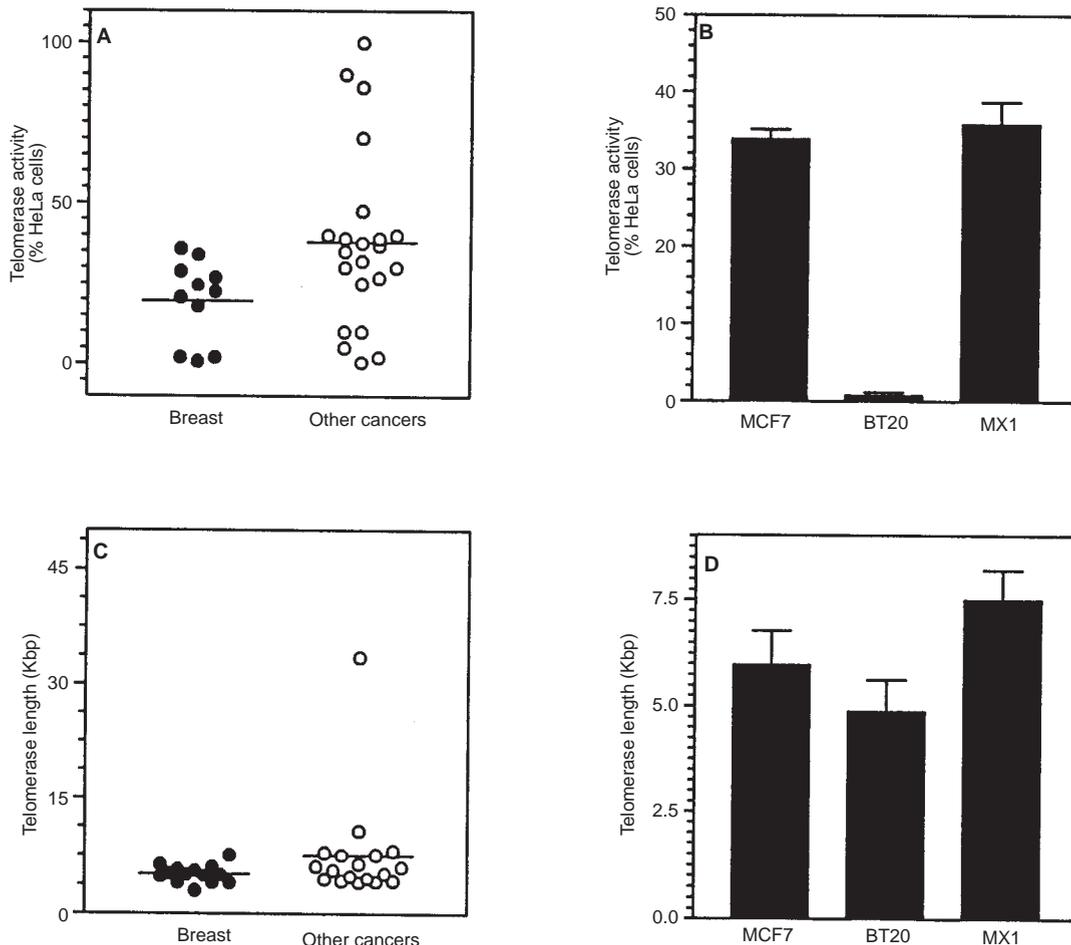 A
Telomerase activity
(% HeLa cells)
100
50
0
Breast
Other cancers
B
Telomerase activity
(% HeLa cells)
50
40
30
20
10
0
MCF7
BT20
MX1
C
Telomerase length (Kbp)
45
30
15
0
Breast
Other cancers
D
Telomerase length (Kbp)
7.5
5.0
2.5
0.0
MCF7
BT20
MX1